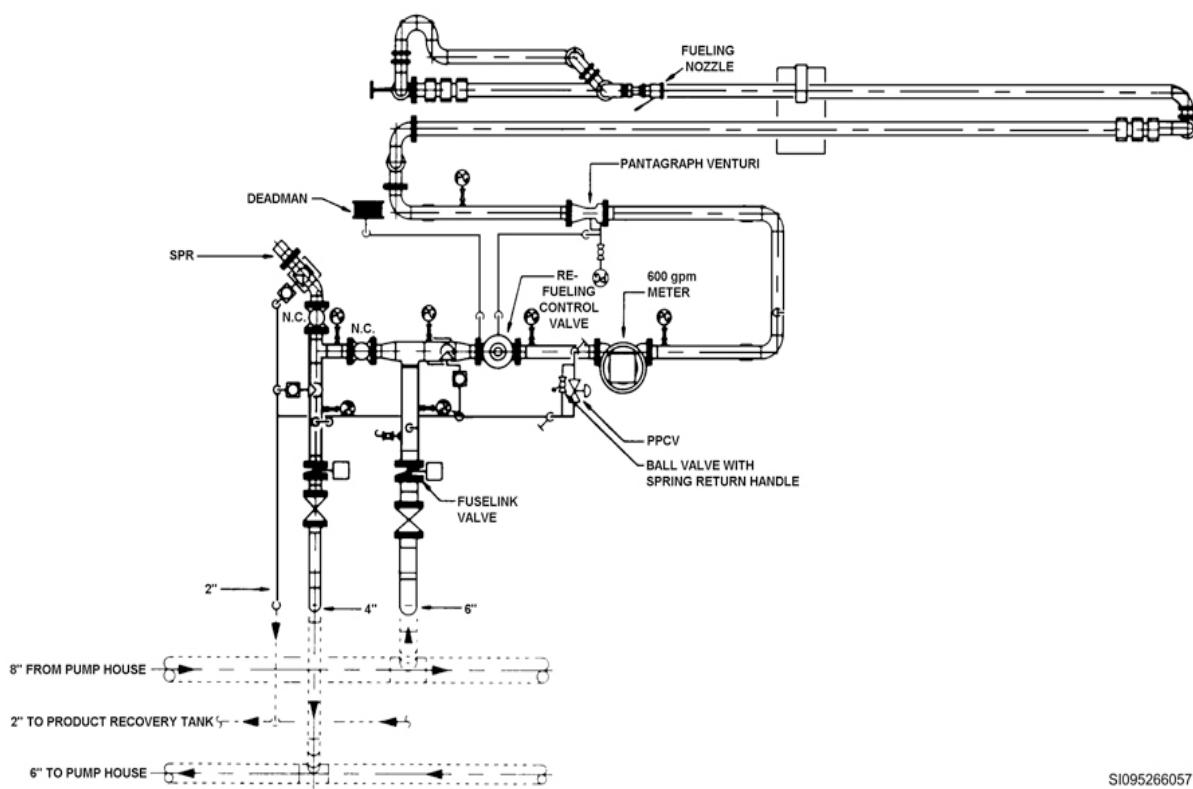 FUELING
NOZZLE
PANTAGRAPH VENTURI
DEADMAN
SPR
RE-
FUELING
CONTROL
VALVE
600 gpm
METER
N.C.
N.C.
PPCV
BALL VALVE WITH
SPRING RETURN HANDLE
FUSELINK
VALVE
2"
4"
6"
8" FROM PUMP HOUSE
2" TO PRODUCT RECOVERY TANK
6" TO PUMP HOUSE
SI095266057